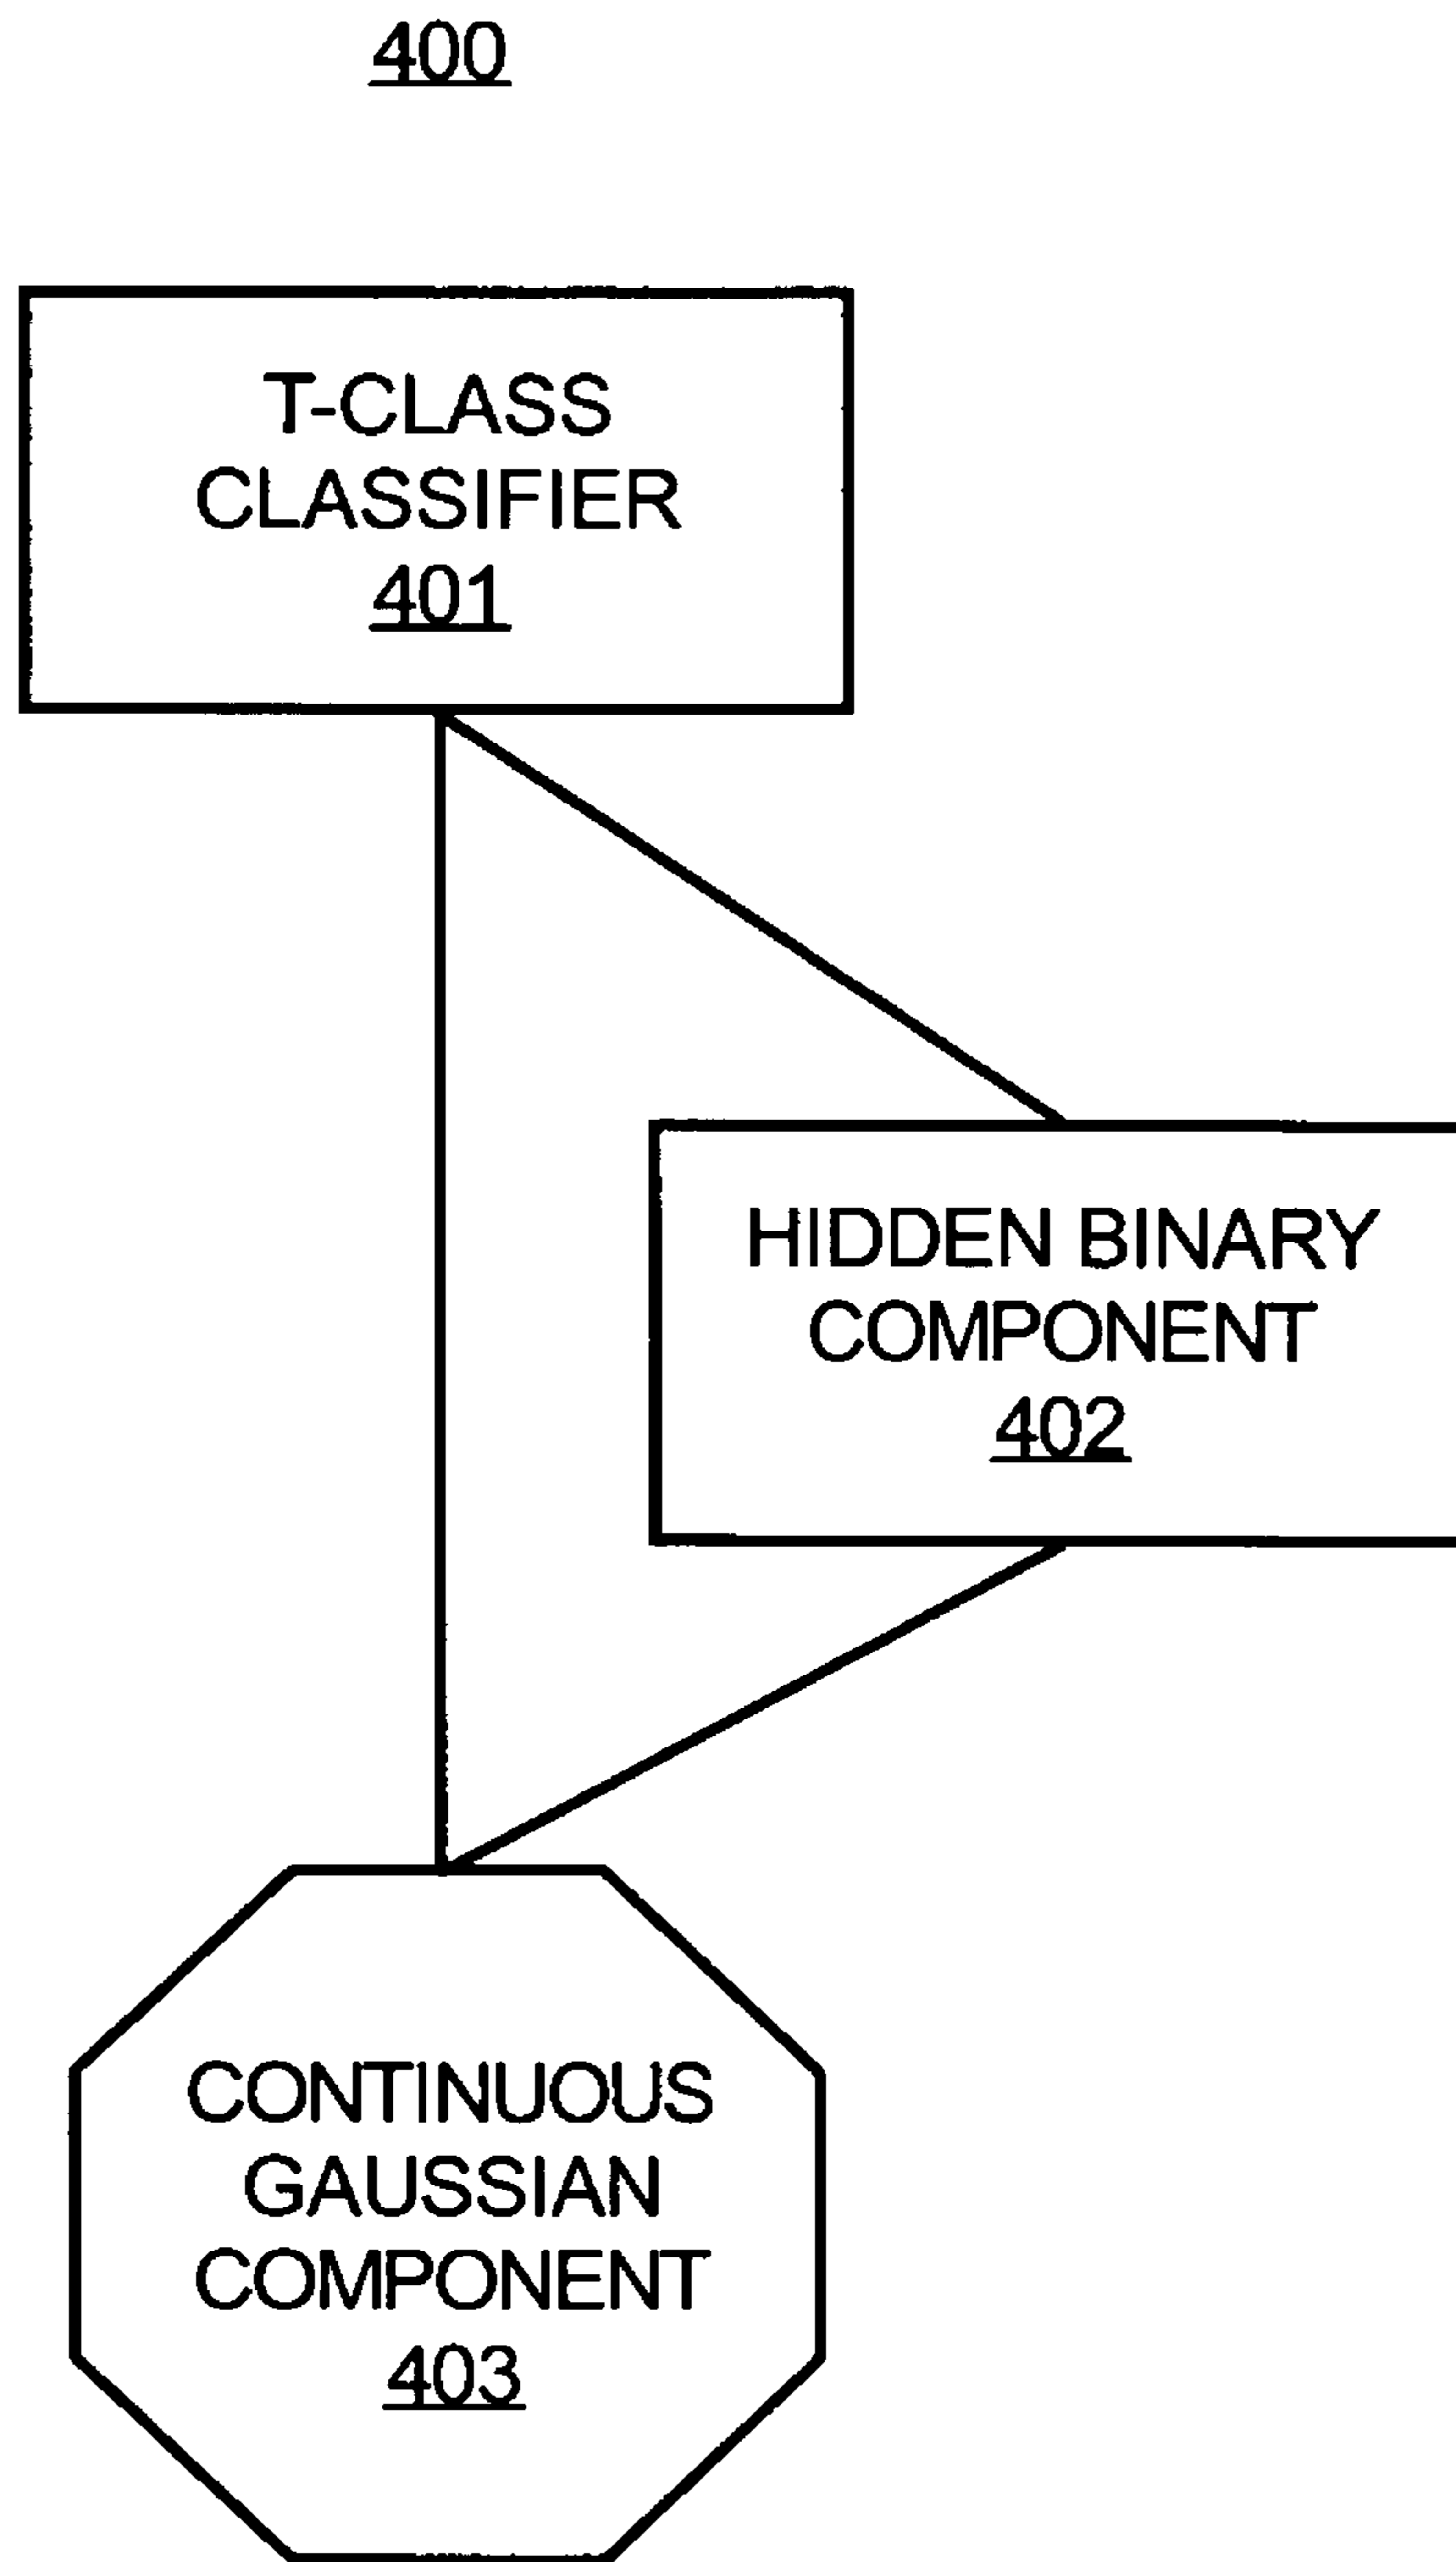 400
T-CLASS
CLASSIFIER
401
HIDDEN BINARY
COMPONENT
402
CONTINUOUS
GAUSSIAN
COMPONENT
403